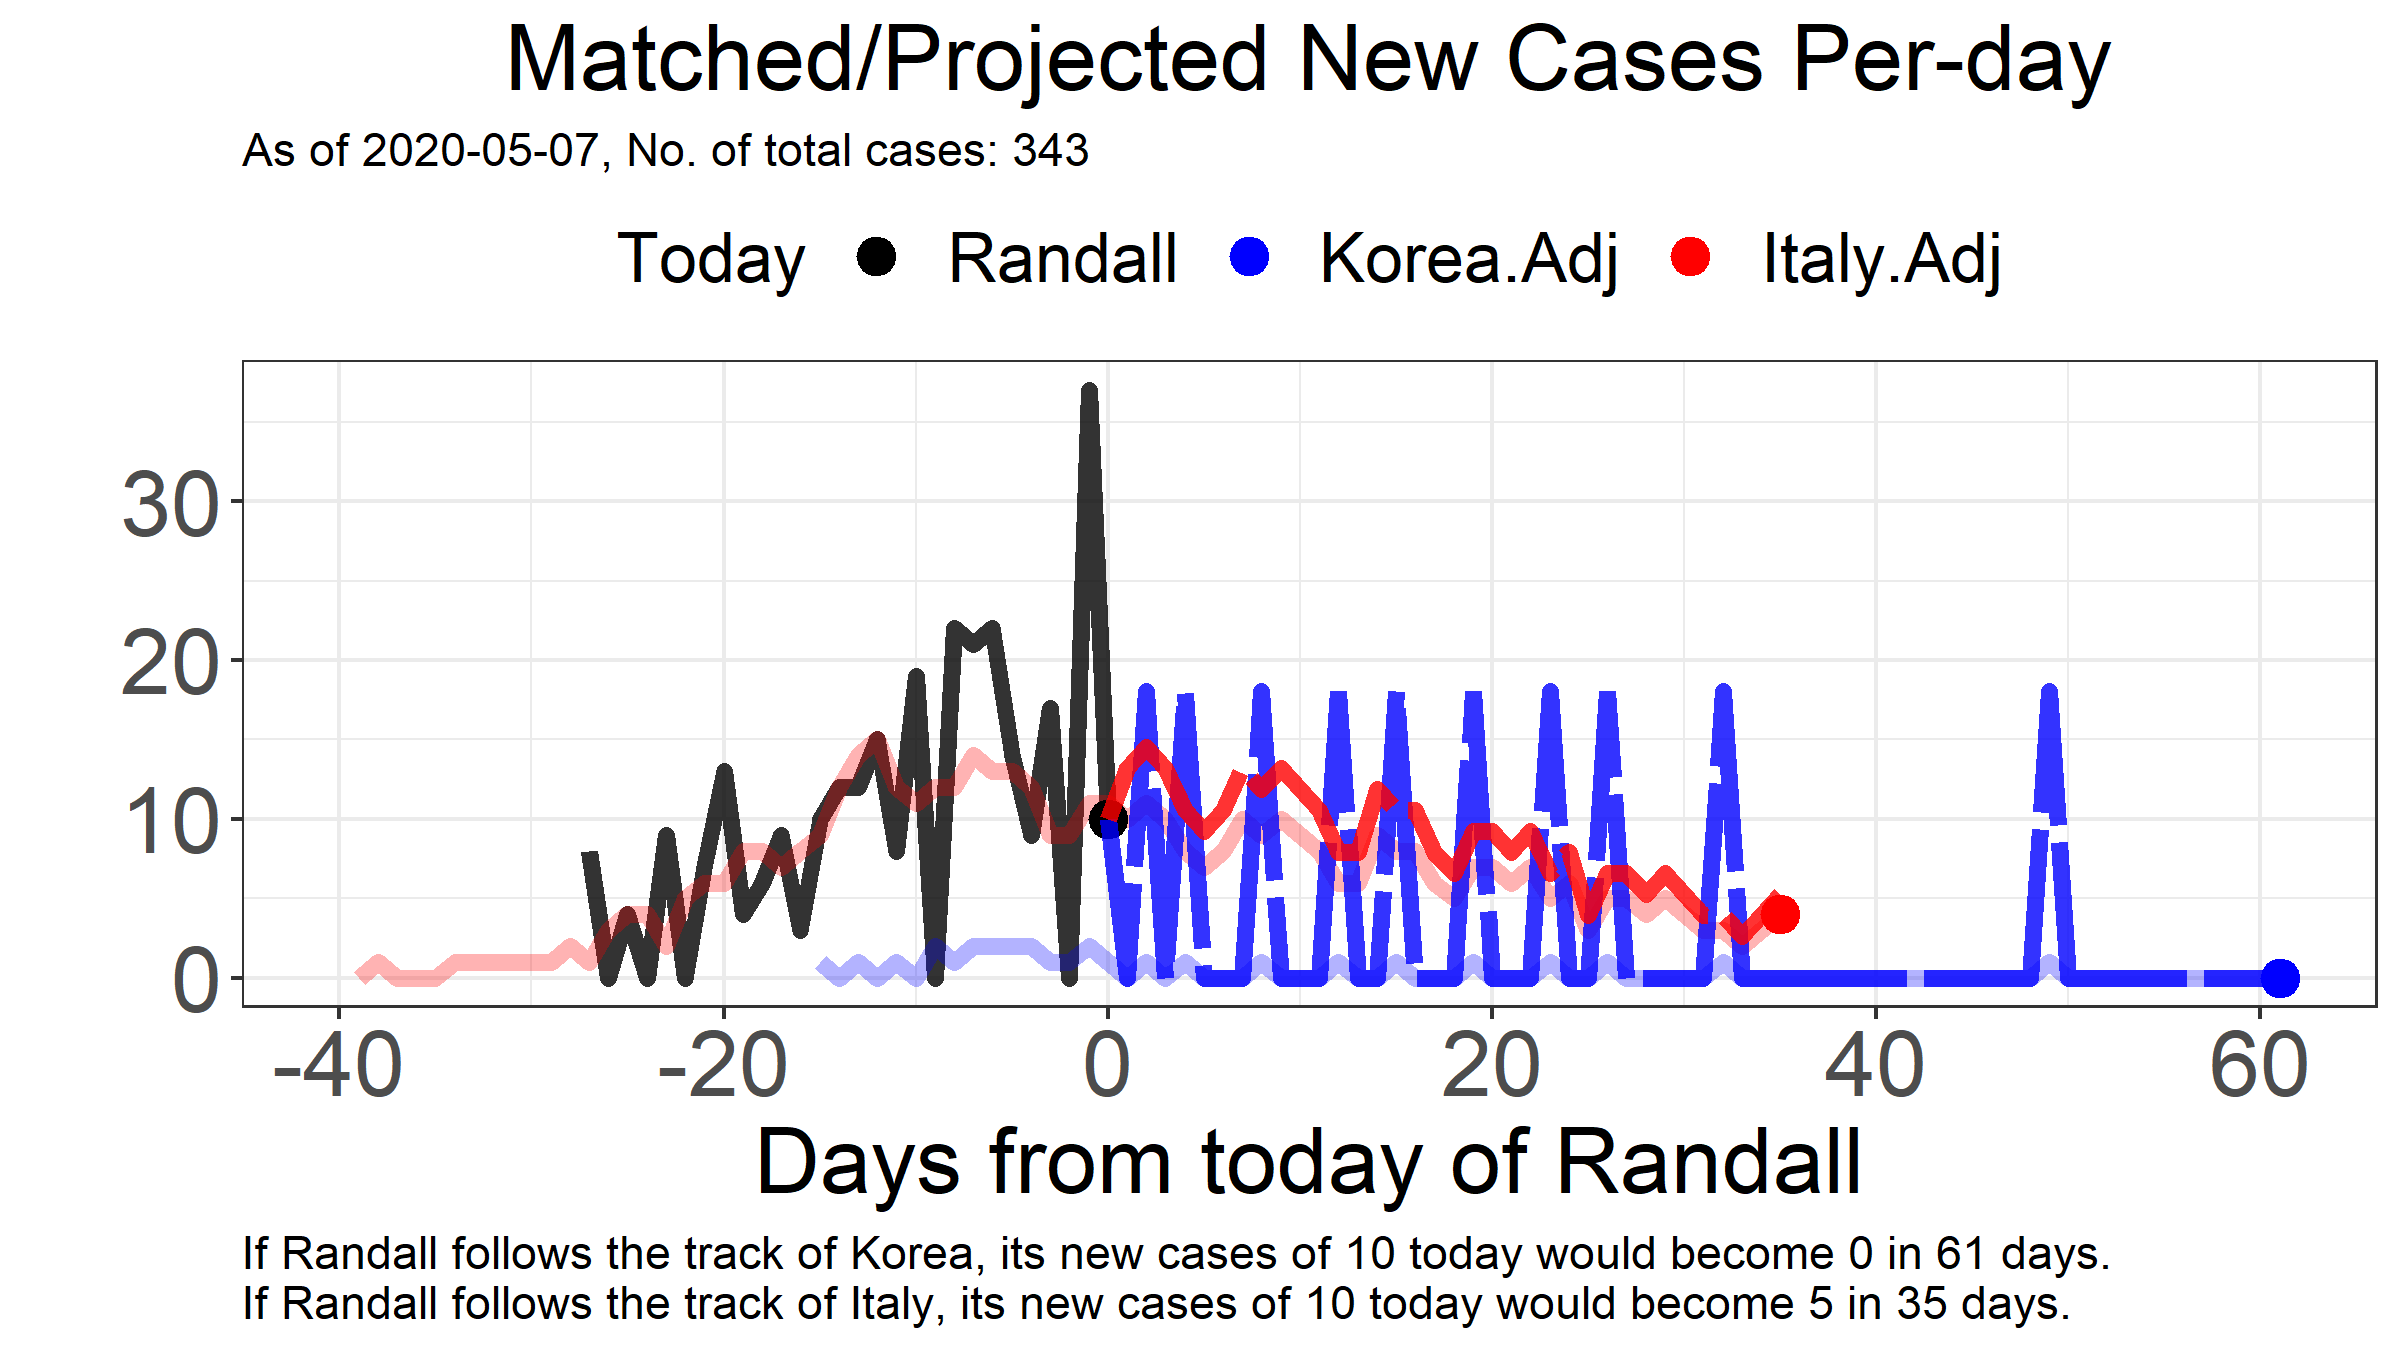 Matched/Projected New Cases Per-day
As of 2020-05-07, No. of total cases: 343
Today Randall Korea.Adj Italy.Adj
30
20
10
0
-40 -20 0 20 40 60
Days from today of Randall
If Randall follows the track of Korea, its new cases of 10 today would become 0 in 61 days.
If Randall follows the track of Italy, its new cases of 10 today would become 5 in 35 days.